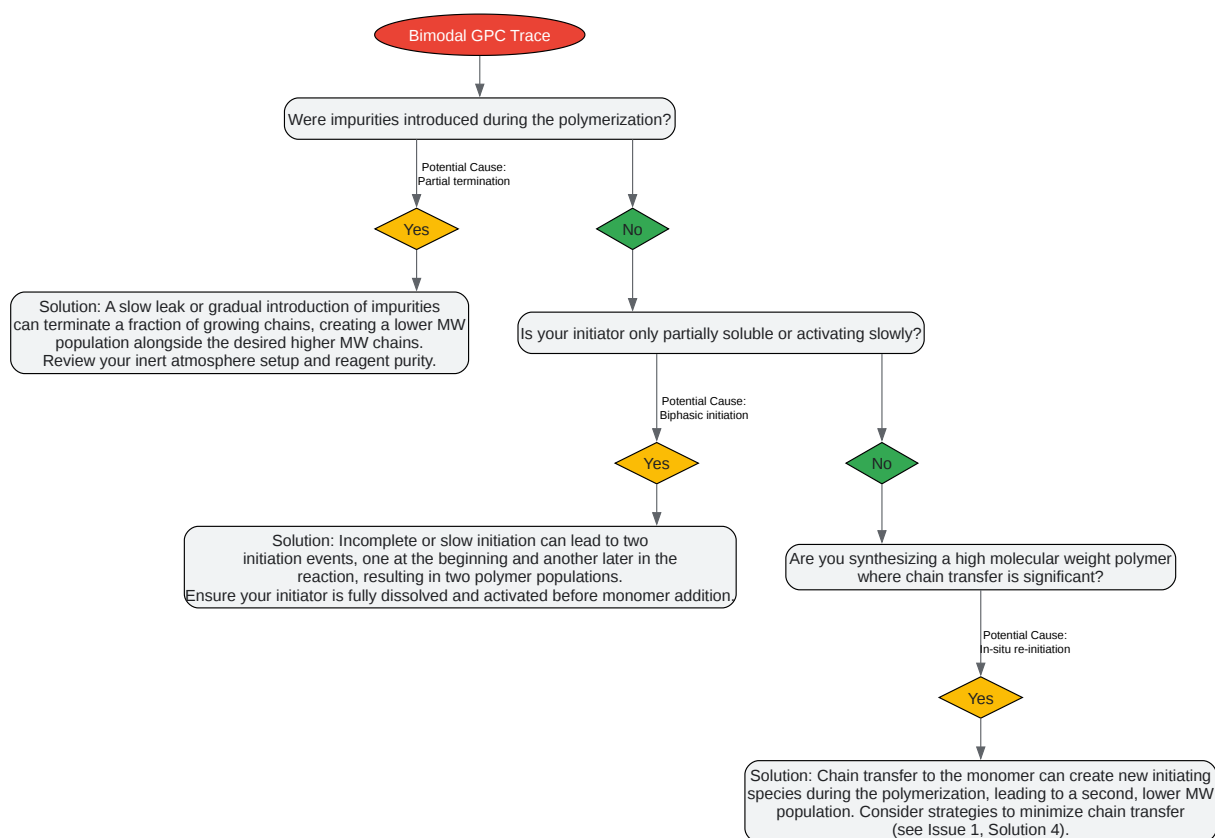 Bimodal GPC Trace
Were impurities introduced during the polymerization?
Potential Cause:
Partial termination
Yes
No
Solution: A slow leak or gradual introduction of impurities
can terminate a fraction of growing chains, creating a lower MW
population alongside the desired higher MW chains.
Review your inert atmosphere setup and reagent purity.
Is your initiator only partially soluble or activating slowly?
Potential Cause:
Biphasic initiation
Yes
No
Solution: Incomplete or slow initiation can lead to two
initiation events, one at the beginning and another later in the
reaction, resulting in two polymer populations.
Ensure your initiator is fully dissolved and activated before monomer addition.
Are you synthesizing a high molecular weight polymer
where chain transfer is significant?
Potential Cause:
In-situ re-initiation
Yes
Solution: Chain transfer to the monomer can create new initiating
species during the polymerization, leading to a second, lower MW
population. Consider strategies to minimize chain transfer
(see Issue 1, Solution 4).